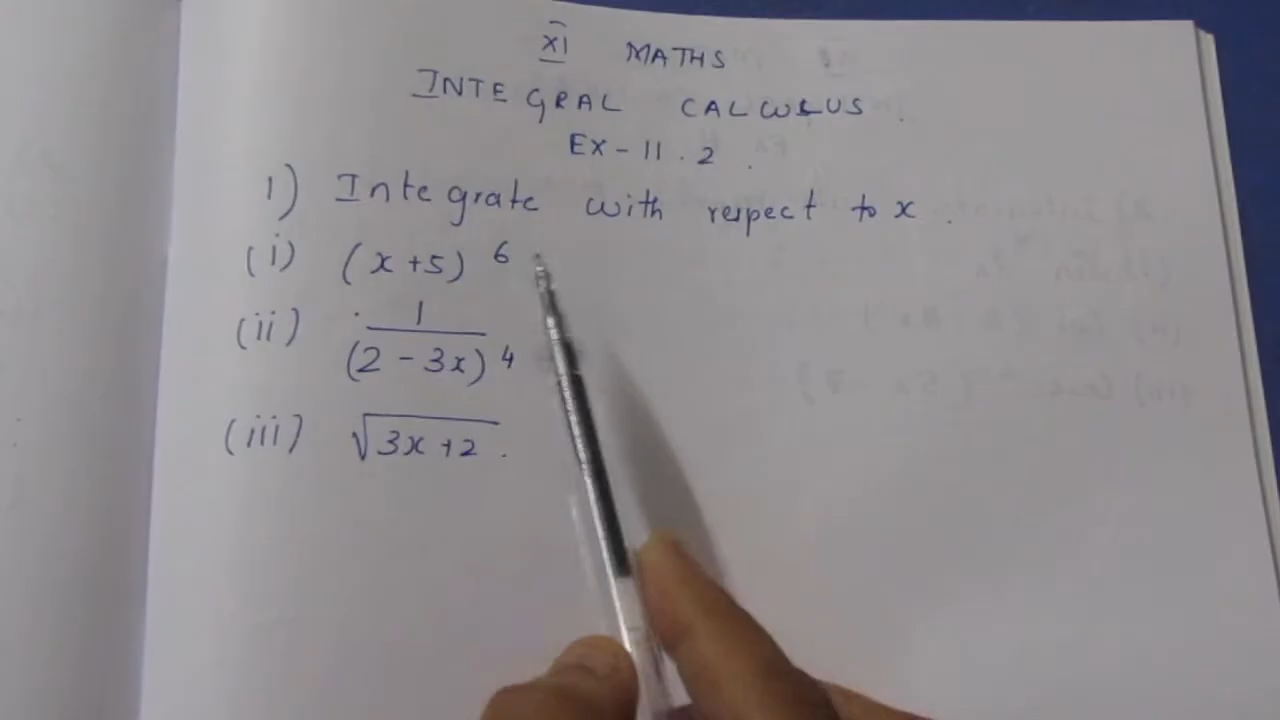 XI MATHS
INTEGRAL CALCULUS.
Ex - 11.2.
1) Integrate with respect to x.
(i) (x+5)^6
(ii) 1/(2-3x)^4
(iii) √(3x+2).